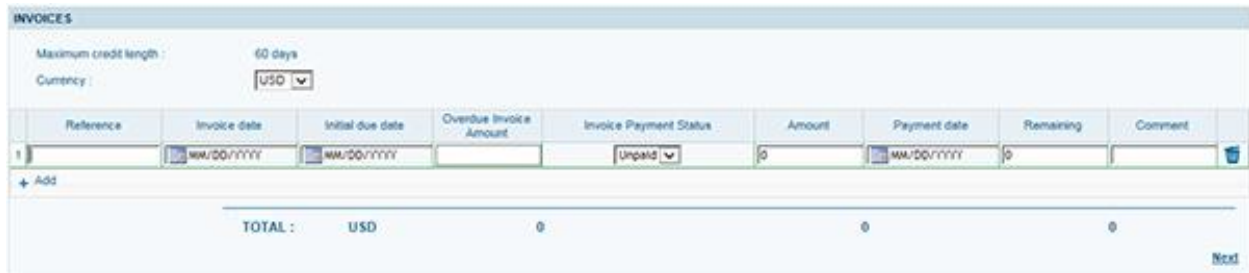 INVOICES
Maximum credit length : 60 days
Currency : USD
Reference Invoice date Initial due date Overdue Invoice Amount Invoice Payment Status Amount Payment date Remaining Comment
1 MM/DD/YYYY MM/DD/YYYY Unpaid 0 MM/DD/YYYY 0
+ Add
TOTAL : USD 0 0 0
Next